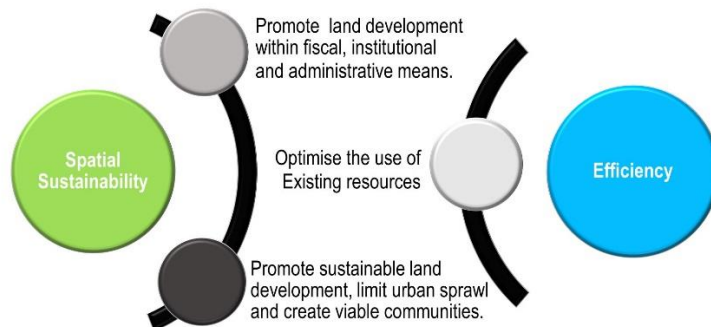 Promote land development
within fiscal, institutional
and administrative means.
Spatial
Sustainability
Optimise the use of
Existing resources
Efficiency
Promote sustainable land
development, limit urban sprawl
and create viable communities.